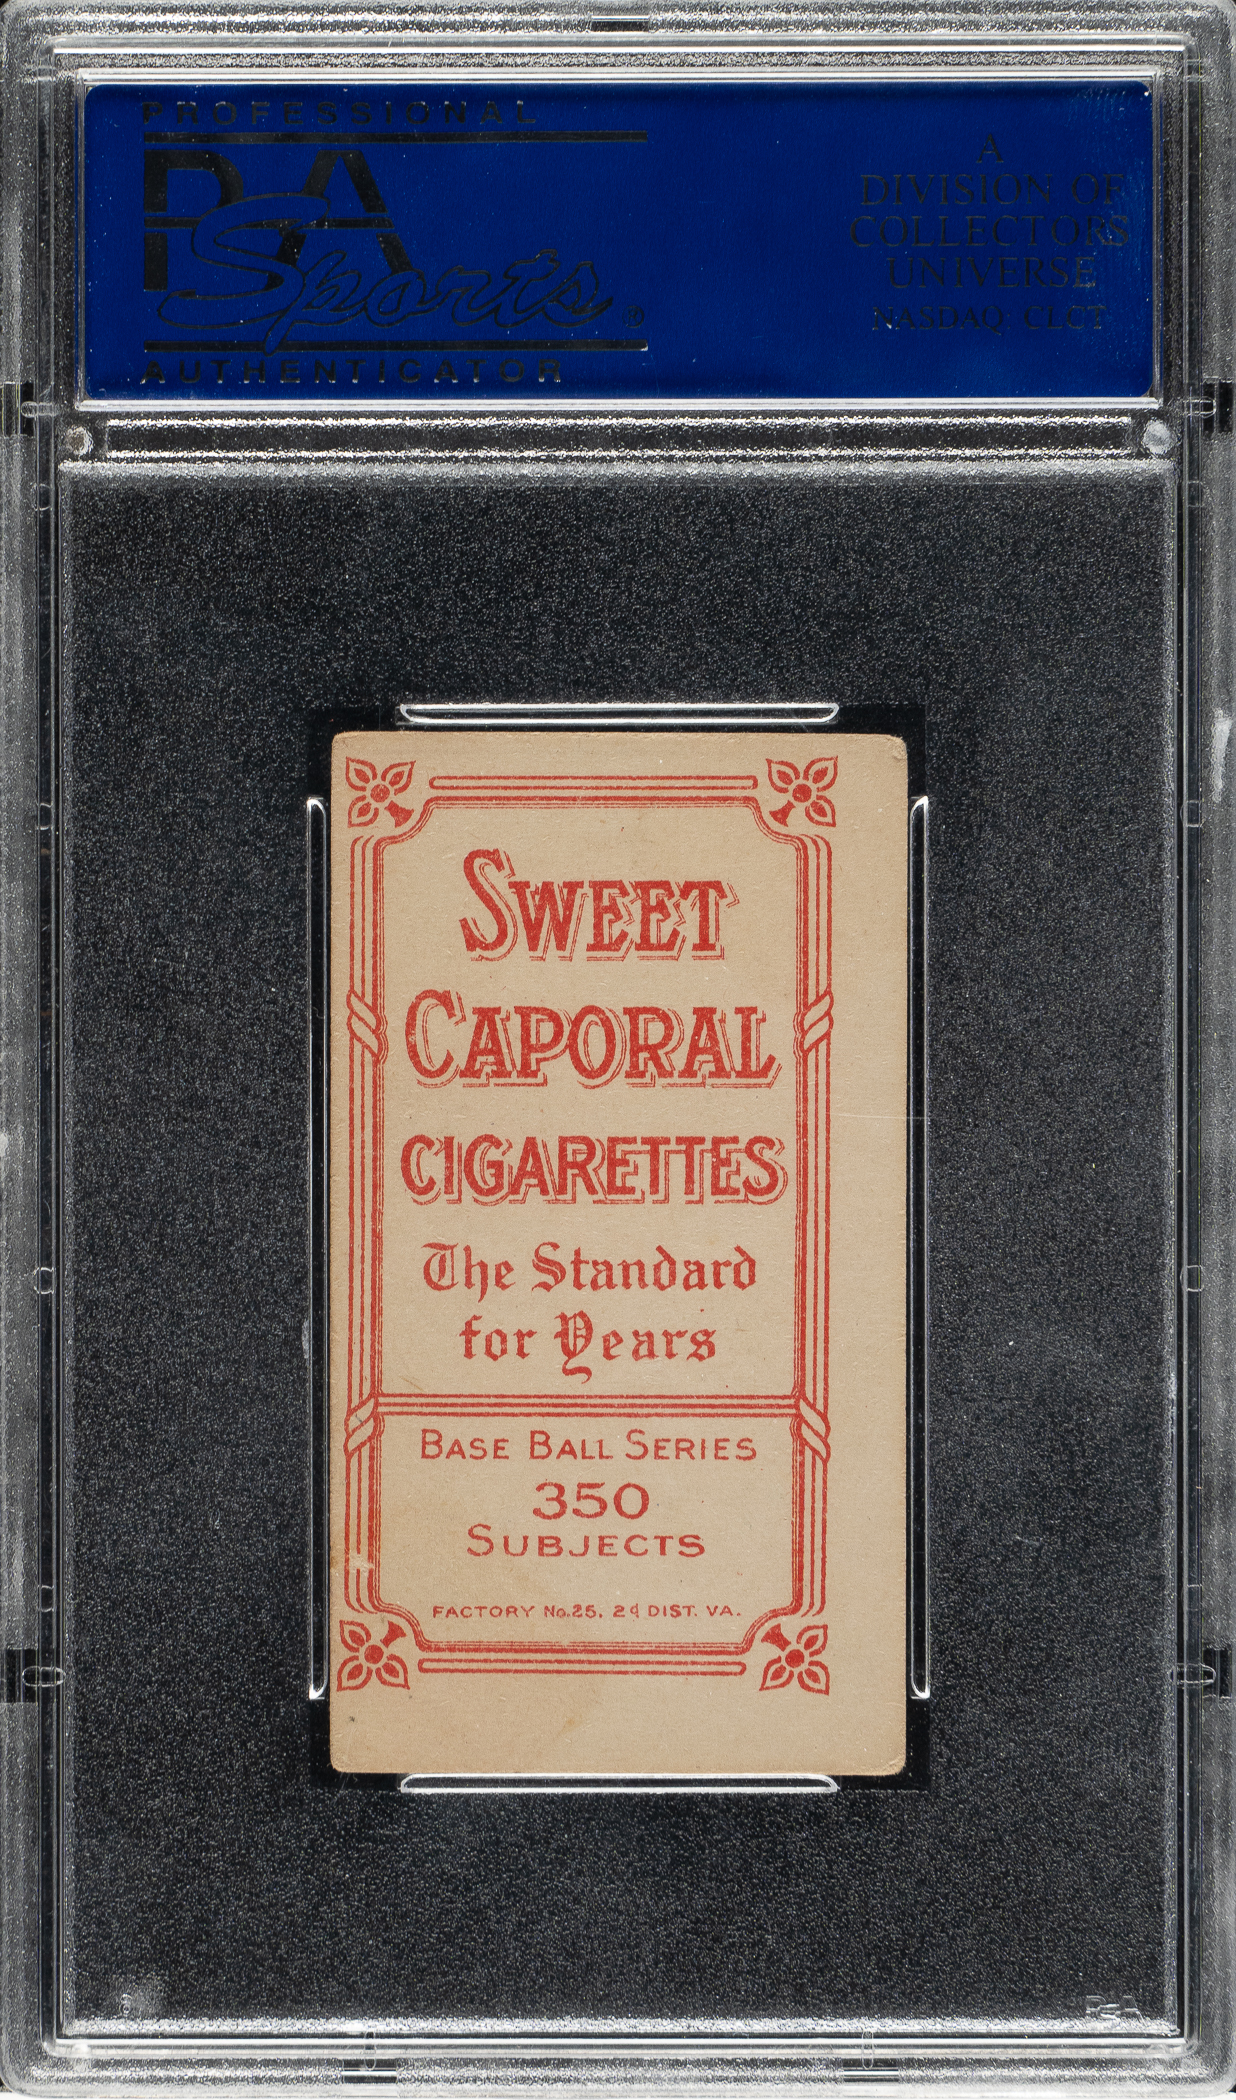 PROFESSIONAL
PSA
Sports®
AUTHENTICATOR
A
DIVISION OF
COLLECTORS
UNIVERSE
NASDAQ: CLCT
SWEET
CAPORAL
CIGARETTES
The Standard
for Years
BASE BALL SERIES
350
SUBJECTS
FACTORY No. 25, 2d DIST. VA.
PSA